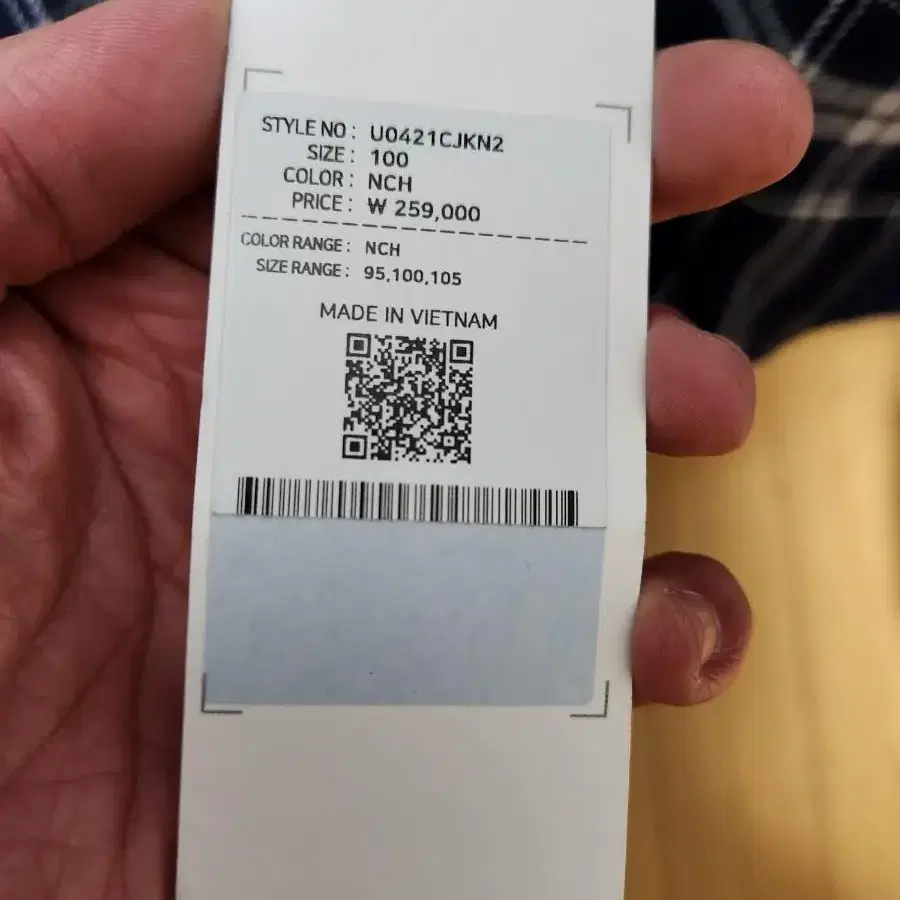 STYLE NO : U0421CJKN2
SIZE : 100
COLOR : NCH
PRICE : ₩ 259,000
COLOR RANGE : NCH
SIZE RANGE : 95,100,105
MADE IN VIETNAM